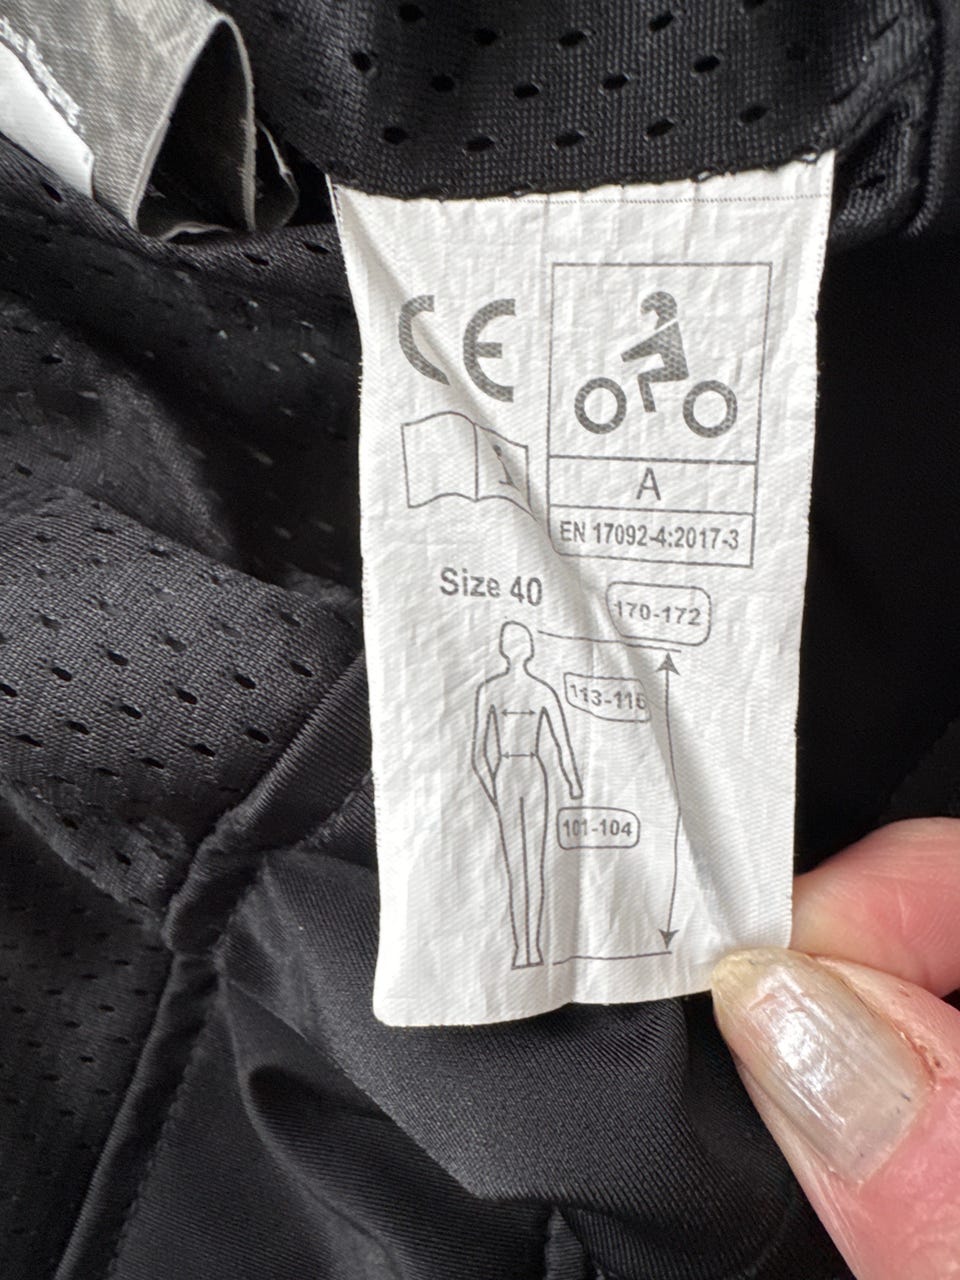 CE
A
EN 17092-4:2017-3
Size 40
170-172
113-116
101-104